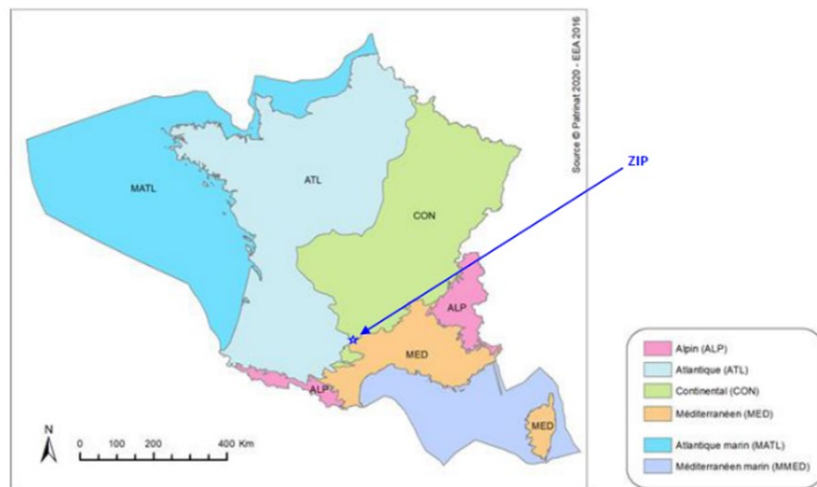 Source © Patrinat 2020 - EEA 2016
ZIP
MATL
ATL
CON
ALP
MED
ALP
MED
N
0 100 200 300 400 Km
Alpin (ALP)
Atlantique (ATL)
Continental (CON)
Méditerranéen (MED)
Atlantique marin (MATL)
Méditerranéen marin (MMED)